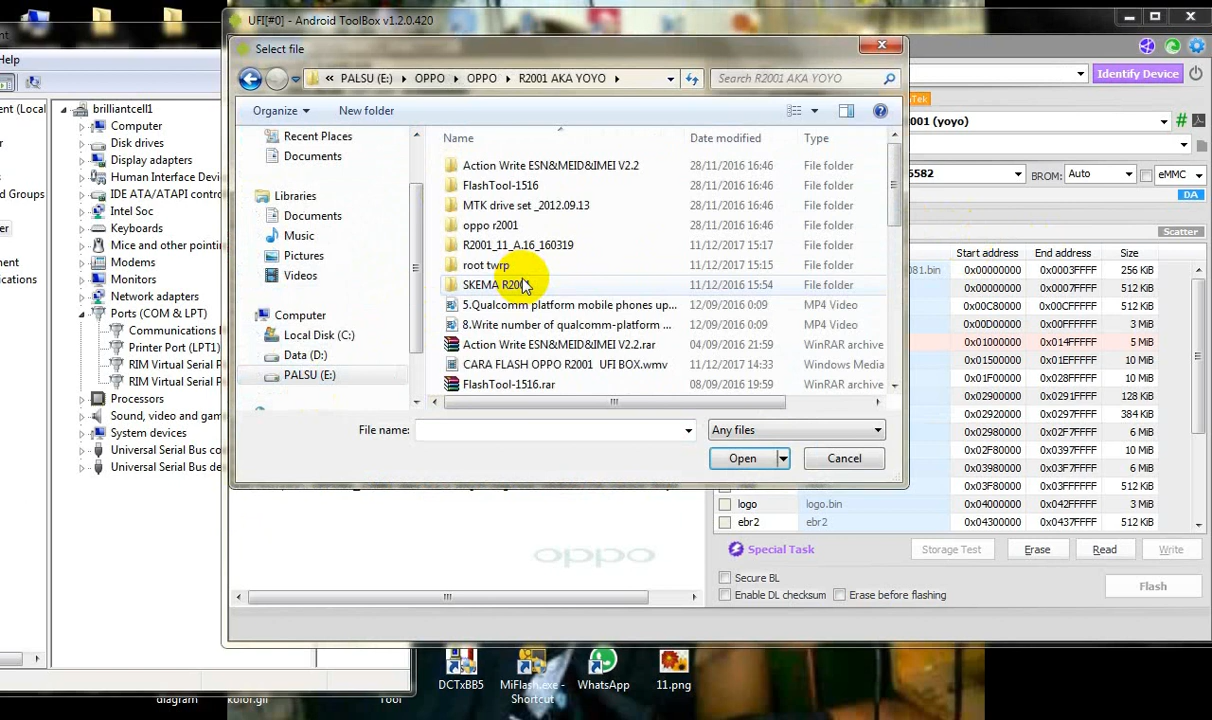 UFI[#0] - Android ToolBox v1.2.0.420
Select file
PALSU (E:) OPPO OPPO R2001 AKA YOYO
Search R2001 AKA YOYO
Identify Device
Organize
New folder
Help
Name
Date modified
Type
Recent Places
Documents
Libraries
Documents
Music
Pictures
Videos
Computer
Local Disk (C:)
Data (D:)
PALSU (E:)
Action Write ESN&MEID&IMEI V2.2 28/11/2016 16:46 File folder
FlashTool-1516 28/11/2016 16:46 File folder
MTK drive set _2012.09.13 28/11/2016 16:46 File folder
oppo r2001 28/11/2016 16:46 File folder
R2001_11_A.16_160319 11/12/2017 15:17 File folder
root twrp 11/12/2017 15:15 File folder
SKEMA R2001 11/12/2016 15:54 File folder
5.Qualcomm platform mobile phones up... 12/09/2016 0:09 MP4 Video
8.Write number of qualcomm-platform ... 12/09/2016 0:09 MP4 Video
Action Write ESN&MEID&IMEI V2.2.rar 04/09/2016 21:59 WinRAR archive
CARA FLASH OPPO R2001 UFI BOX.wmv 11/12/2017 14:33 Windows Media
FlashTool-1516.rar 08/09/2016 19:59 WinRAR archive
File name:
Any files
Open
Cancel
brilliantcell1
Computer
Disk drives
Display adapters
Human Interface Devi
IDE ATA/ATAPI contro
Intel Soc
Keyboards
Mice and other pointin
Modems
Monitors
Network adapters
Ports (COM & LPT)
Communications
Printer Port (LPT1)
RIM Virtual Serial P
RIM Virtual Serial P
Processors
Sound, video and gam
System devices
Universal Serial Bus co
Universal Serial Bus de
ent (Local
d Groups
001 (yoyo)
6582
BROM:
Auto
eMMC
DA
Scatter
Start address End address Size
081.bin 0x00000000 0x0003FFFF 256 KiB
0x00000000 0x0007FFFF 512 KiB
0x00C80000 0x00CFFFFF 512 KiB
0x00D00000 0x00FFFFFF 3 MiB
0x01000000 0x014FFFFF 5 MiB
0x01500000 0x01EFFFFF 10 MiB
0x01F00000 0x028FFFFF 10 MiB
0x02900000 0x0291FFFF 128 KiB
0x02920000 0x0297FFFF 384 KiB
0x02980000 0x02F7FFFF 6 MiB
0x02F80000 0x0397FFFF 10 MiB
0x03980000 0x03F7FFFF 6 MiB
0x03F80000 0x03FFFFFF 512 KiB
logo logo.bin 0x04000000 0x042FFFFF 3 MiB
ebr2 0x04300000 0x0437FFFF 512 KiB
Special Task
Storage Test
Erase
Read
Write
Secure BL
Enable DL checksum
Erase before flashing
Flash
oppo
DCTxBB5
MiFlash.exe -
Shortcut
WhatsApp
11.png
diagram
kolor.gif
Tool